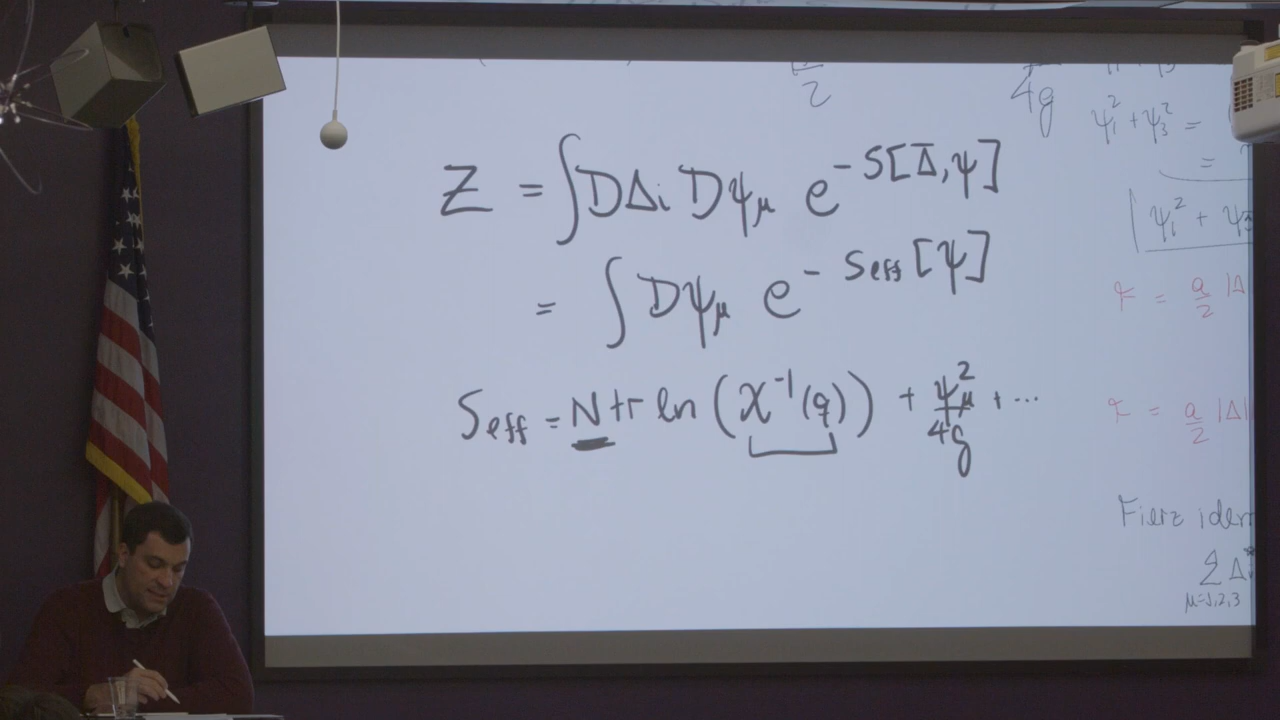 2
4g
Z = ∫DΔi Dψμ e^{-S[Δ̄,ψ]}
= ∫ Dψμ e^{-Seff[ψ]}
Seff = N tr ln (χ⁻¹(q)) + ψμ²/4g + ...
ψ₁² + ψ₃² =
=
ψ₁² +
r = a/2 |Δ
r = a/2 |Δ|
Fierz iden
∑ Δ
μ=1,2,3